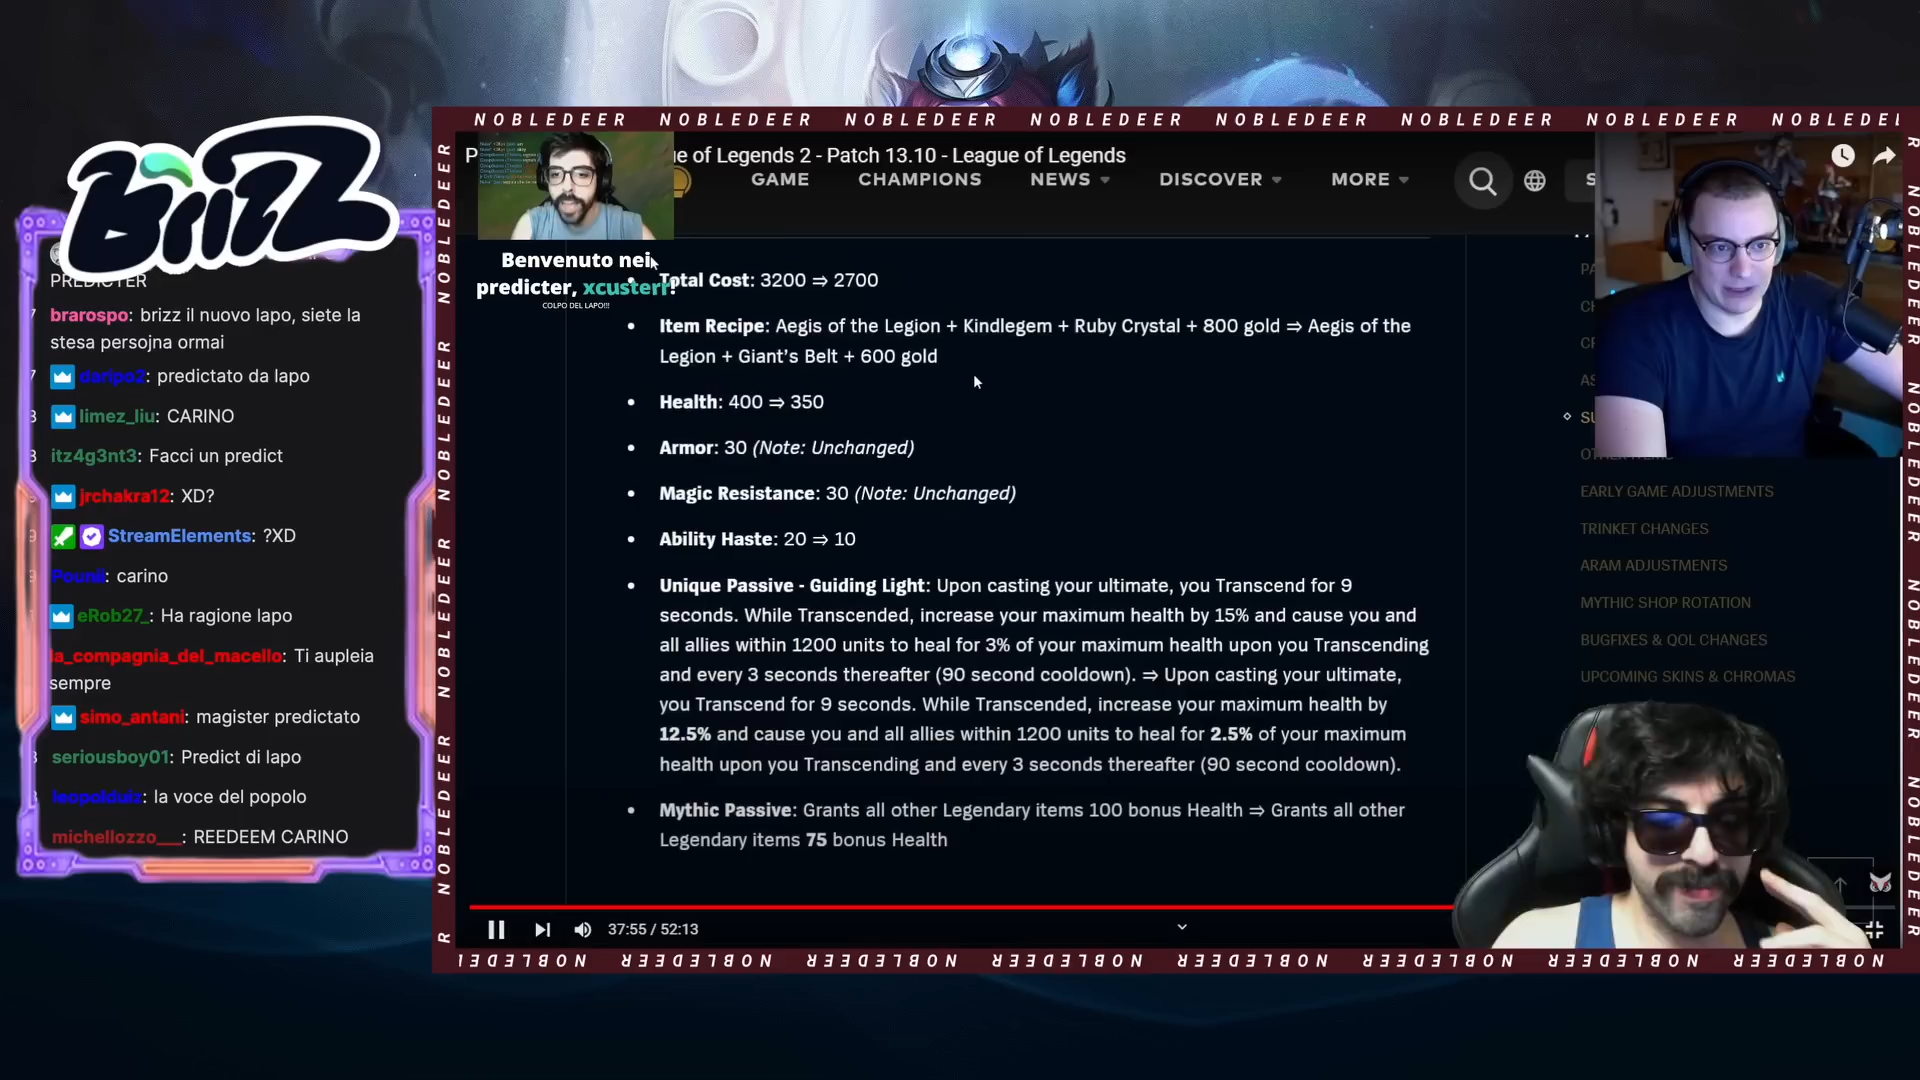 NOBLEDEER NOBLEDEER NOBLEDEER NOBLEDEER NOBLEDEER NOBLEDEER NOBLEDEER
BrizZ
PREDICTER
brarospo: brizz il nuovo lapo, siete la
stesa persojna ormai
daripo2: predictato da lapo
limez_liu: CARINO
itz4g3nt3: Facci un predict
jrchakra12: XD?
StreamElements: ?XD
Pounii: carino
eRob27_: Ha ragione lapo
la_compagnia_del_macello: Ti aupleia
sempre
simo_antani: magister predictato
seriousboy01: Predict di lapo
leopolduiz: la voce del popolo
michellozzo__: REEDEEM CARINO
ue of Legends 2 - Patch 13.10 - League of Legends
GAME CHAMPIONS NEWS DISCOVER MORE
Benvenuto nei
predicter, xcusterr!
COLPO DEL LAPO!!!
Total Cost: 3200 ⇒ 2700
• Item Recipe: Aegis of the Legion + Kindlegem + Ruby Crystal + 800 gold ⇒ Aegis of the
Legion + Giant's Belt + 600 gold
• Health: 400 ⇒ 350
• Armor: 30 (Note: Unchanged)
• Magic Resistance: 30 (Note: Unchanged)
• Ability Haste: 20 ⇒ 10
• Unique Passive - Guiding Light: Upon casting your ultimate, you Transcend for 9
seconds. While Transcended, increase your maximum health by 15% and cause you and
all allies within 1200 units to heal for 3% of your maximum health upon you Transcending
and every 3 seconds thereafter (90 second cooldown). ⇒ Upon casting your ultimate,
you Transcend for 9 seconds. While Transcended, increase your maximum health by
12.5% and cause you and all allies within 1200 units to heal for 2.5% of your maximum
health upon you Transcending and every 3 seconds thereafter (90 second cooldown).
• Mythic Passive: Grants all other Legendary items 100 bonus Health ⇒ Grants all other
Legendary items 75 bonus Health
EARLY GAME ADJUSTMENTS
TRINKET CHANGES
ARAM ADJUSTMENTS
MYTHIC SHOP ROTATION
BUGFIXES & QOL CHANGES
UPCOMING SKINS & CHROMAS
37:55 / 52:13
NOBLEDEER NOBLEDEER NOBLEDEER NOBLEDEER NOBLEDEER NOBLEDEER NOBLEDEER